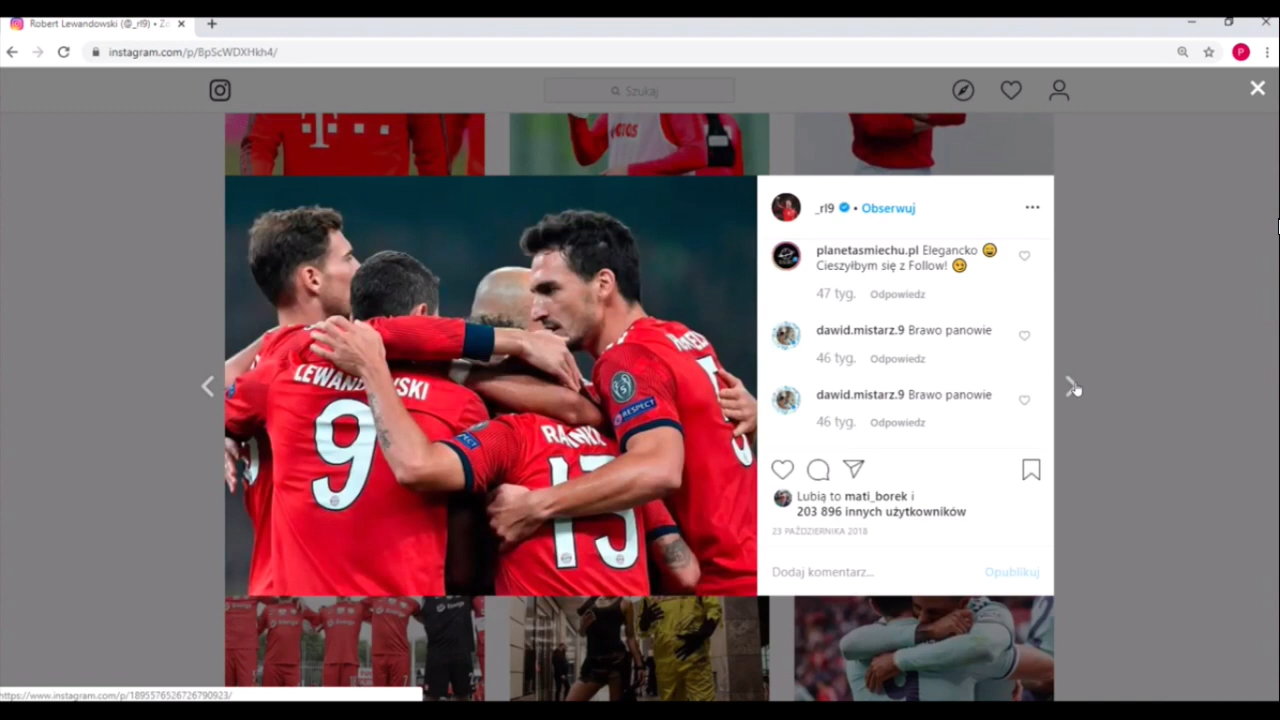 Robert Lewandowski (@_rl9) •
instagram.com/p/BpScWDXHkh4/
P
Szukaj
T
_rl9 • Obserwuj
planetasmiechu.pl Elegancko
Cieszyłbym się z Follow!
47 tyg. Odpowiedz
dawid.mistarz.9 Brawo panowie
46 tyg. Odpowiedz
dawid.mistarz.9 Brawo panowie
46 tyg. Odpowiedz
Lubią to mati_borek i
203 896 innych użytkowników
23 PAŹDZIERNIKA 2018
Dodaj komentarz...
Opublikuj
9
13
RESPECT
https://www.instagram.com/p/1895576526726790923/